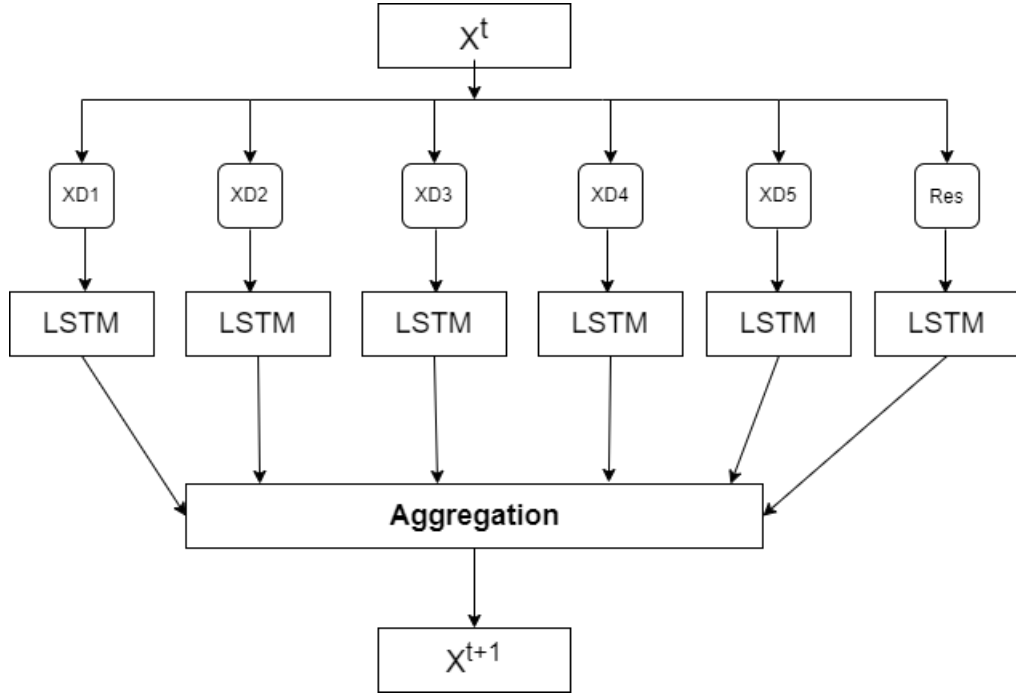 X^t
XD1 XD2 XD3 XD4 XD5 Res
LSTM LSTM LSTM LSTM LSTM LSTM
Aggregation
X^t+1